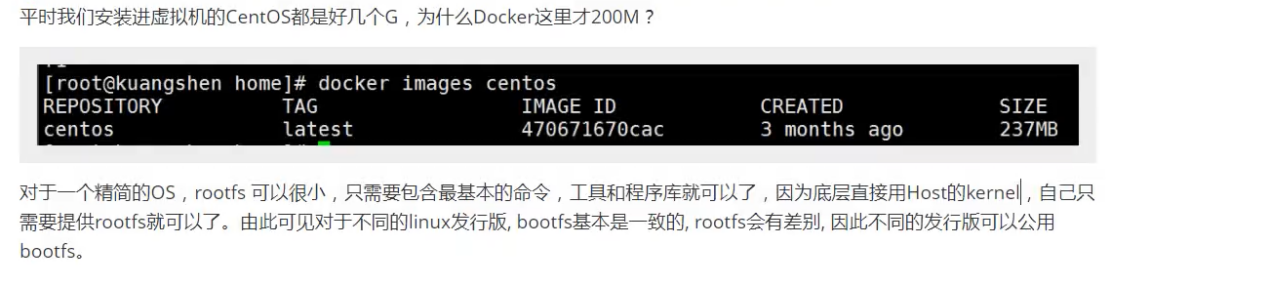 平时我们安装进虚拟机的CentOS都是好几个G，为什么Docker这里才200M？
[root@kuangshen home]# docker images centos
REPOSITORY TAG IMAGE ID CREATED SIZE
centos latest 470671670cac 3 months ago 237MB
对于一个精简的OS，rootfs 可以很小，只需要包含最基本的命令，工具和程序库就可以了，因为底层直接用Host的kernel，自己只
需要提供rootfs就可以了。由此可见对于不同的linux发行版, bootfs基本是一致的, rootfs会有差别, 因此不同的发行版可以公用
bootfs。